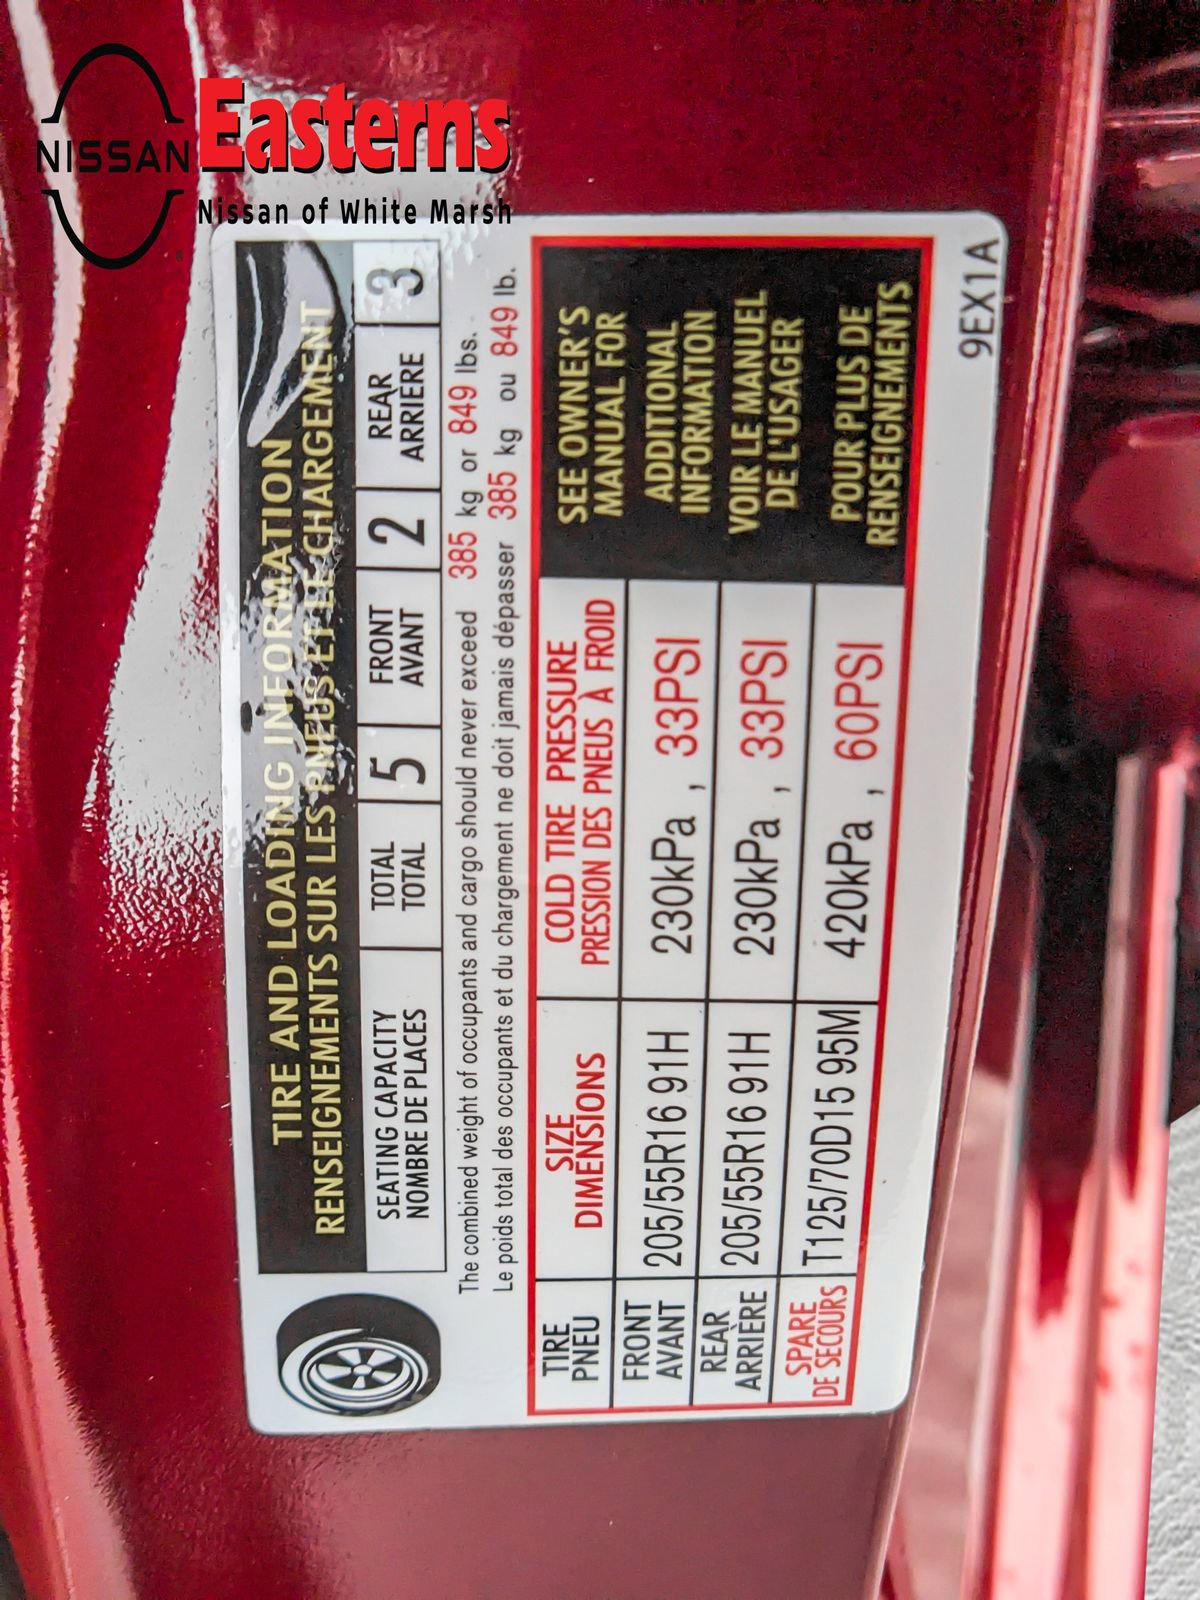 NISSAN
Easterns
Nissan of White Marsh
TIRE AND LOADING INFORMATION
RENSEIGNEMENTS SUR LES PNEUS ET LE CHARGEMENT
SEATING CAPACITY
NOMBRE DE PLACES
TOTAL
TOTAL
5
FRONT
AVANT
2
REAR
ARRIÈRE
3
The combined weight of occupants and cargo should never exceed 385 kg or 849 lbs.
Le poids total des occupants et du chargement ne doit jamais dépasser 385 kg ou 849 lb.
TIRE
PNEU
SIZE
DIMENSIONS
COLD TIRE PRESSURE
PRESSION DES PNEUS À FROID
FRONT
AVANT
205/55R16 91H
230kPa , 33PSI
REAR
ARRIÈRE
205/55R16 91H
230kPa , 33PSI
SPARE
DE SECOURS
T125/70D15 95M
420kPa , 60PSI
SEE OWNER'S
MANUAL FOR
ADDITIONAL
INFORMATION
VOIR LE MANUEL
DE L'USAGER
POUR PLUS DE
RENSEIGNEMENTS
9EX1A